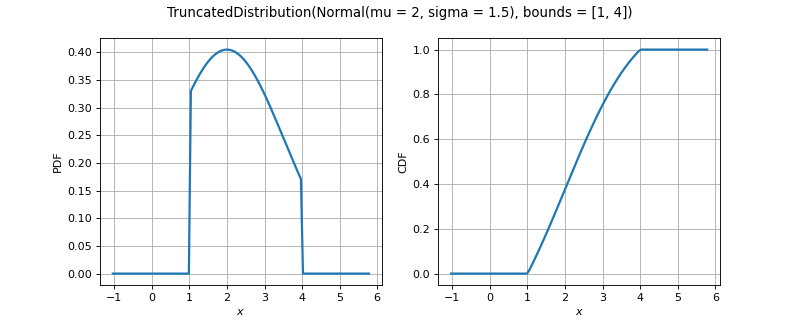 TruncatedDistribution(Normal(mu = 2, sigma = 1.5), bounds = [1, 4])
PDF
0.40
0.35
0.30
0.25
0.20
0.15
0.10
0.05
0.00
−1 0 1 2 3 4 5 6
x
CDF
1.0
0.8
0.6
0.4
0.2
0.0
−1 0 1 2 3 4 5 6
x